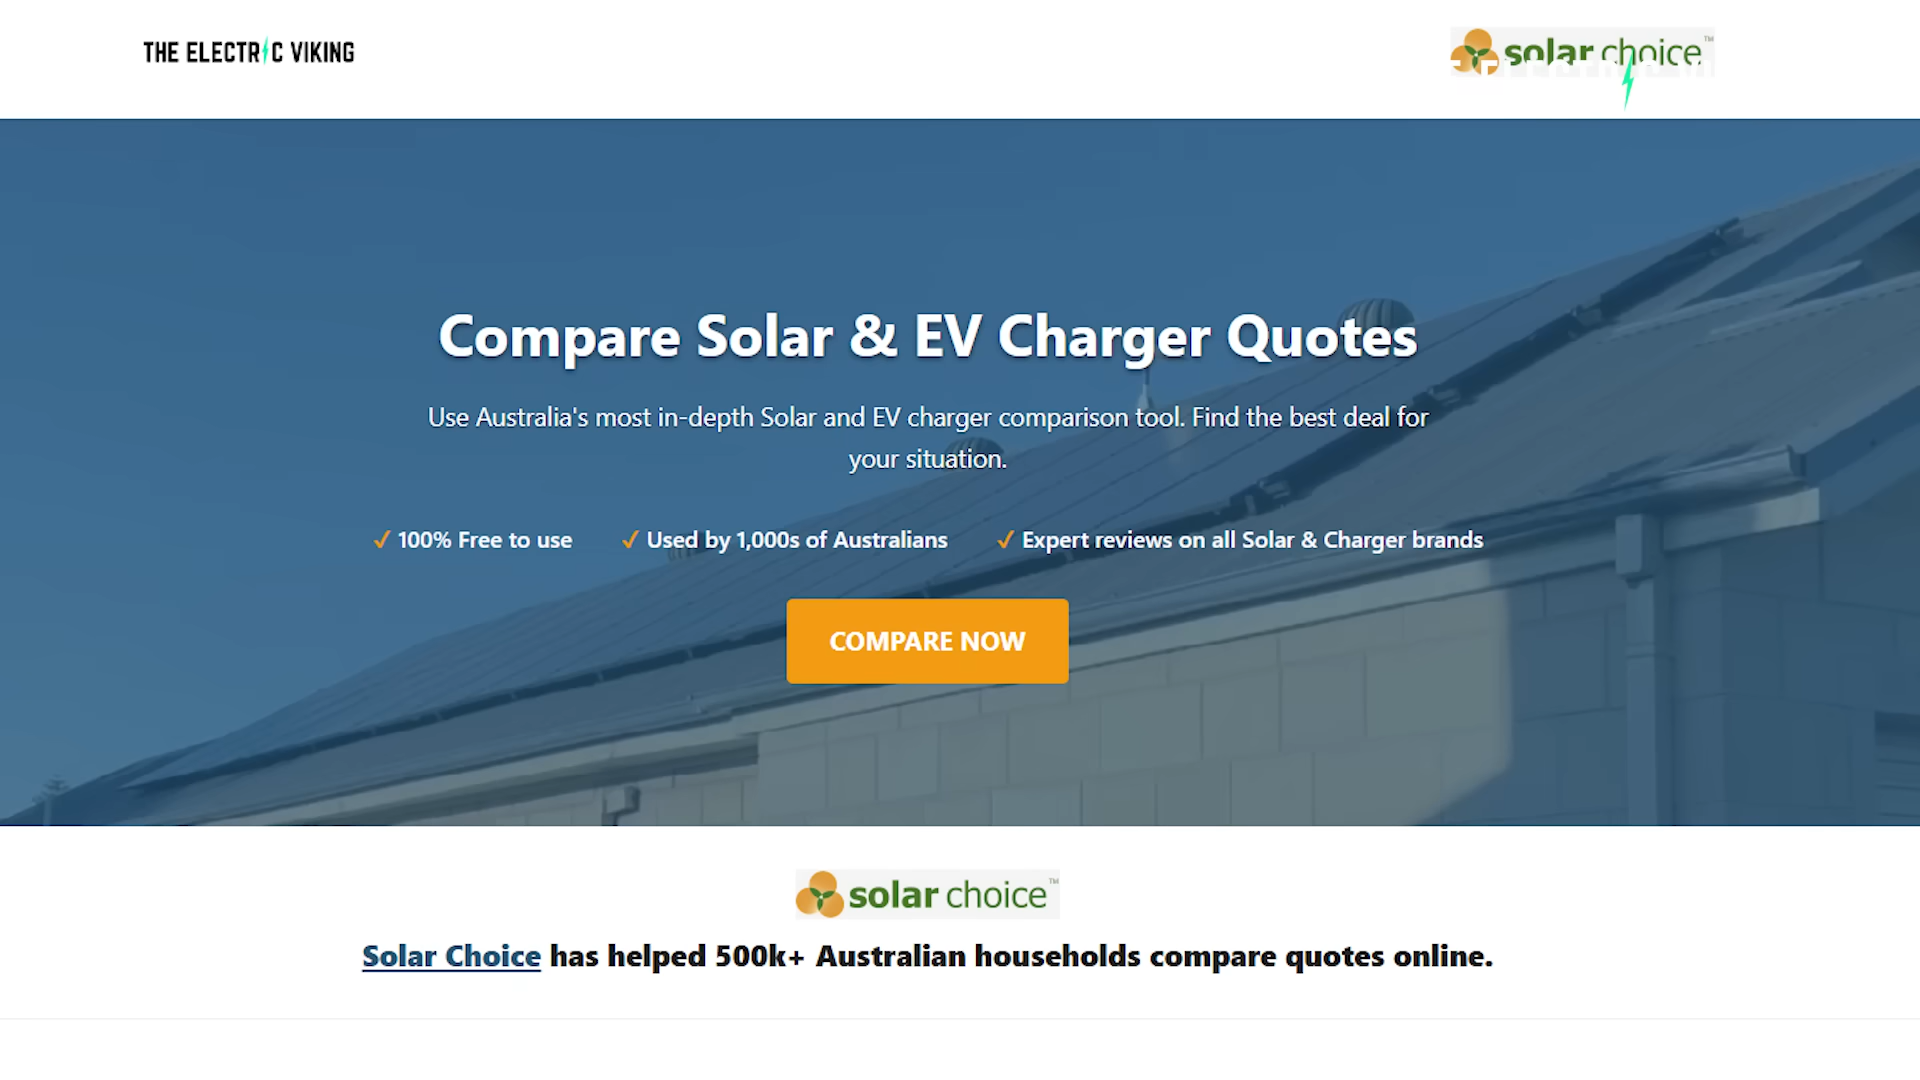 THE ELECTRIC VIKING
solar choice™
Compare Solar & EV Charger Quotes
Use Australia's most in-depth Solar and EV charger comparison tool. Find the best deal for
your situation.
✓ 100% Free to use ✓ Used by 1,000s of Australians ✓ Expert reviews on all Solar & Charger brands
COMPARE NOW
solar choice™
Solar Choice has helped 500k+ Australian households compare quotes online.